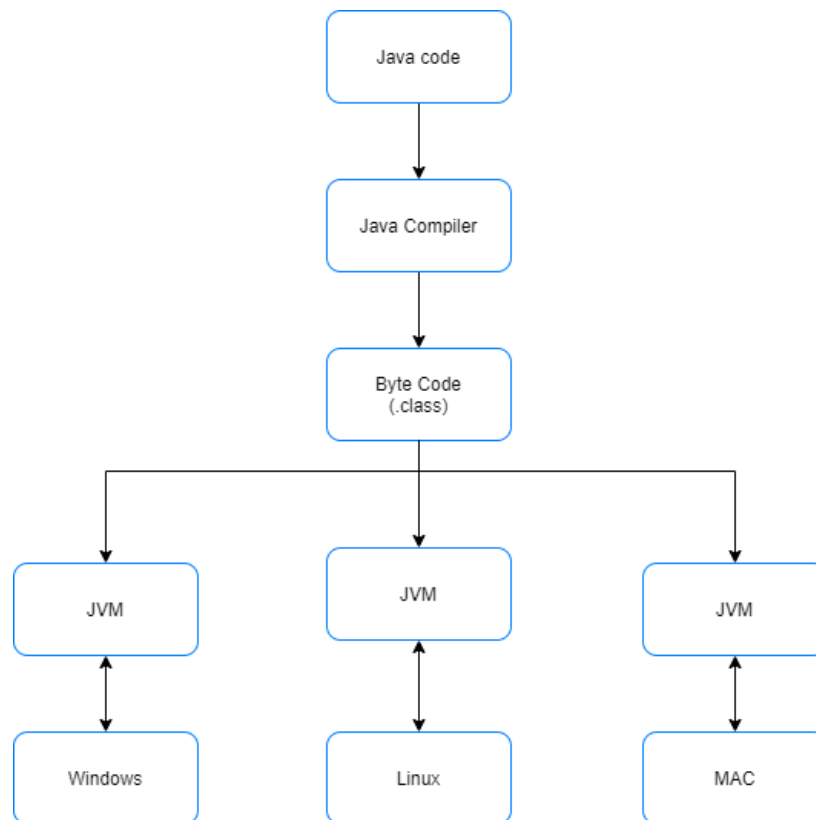 Java code
Java Compiler
Byte Code
(.class)
JVM
JVM
JVM
Windows
Linux
MAC